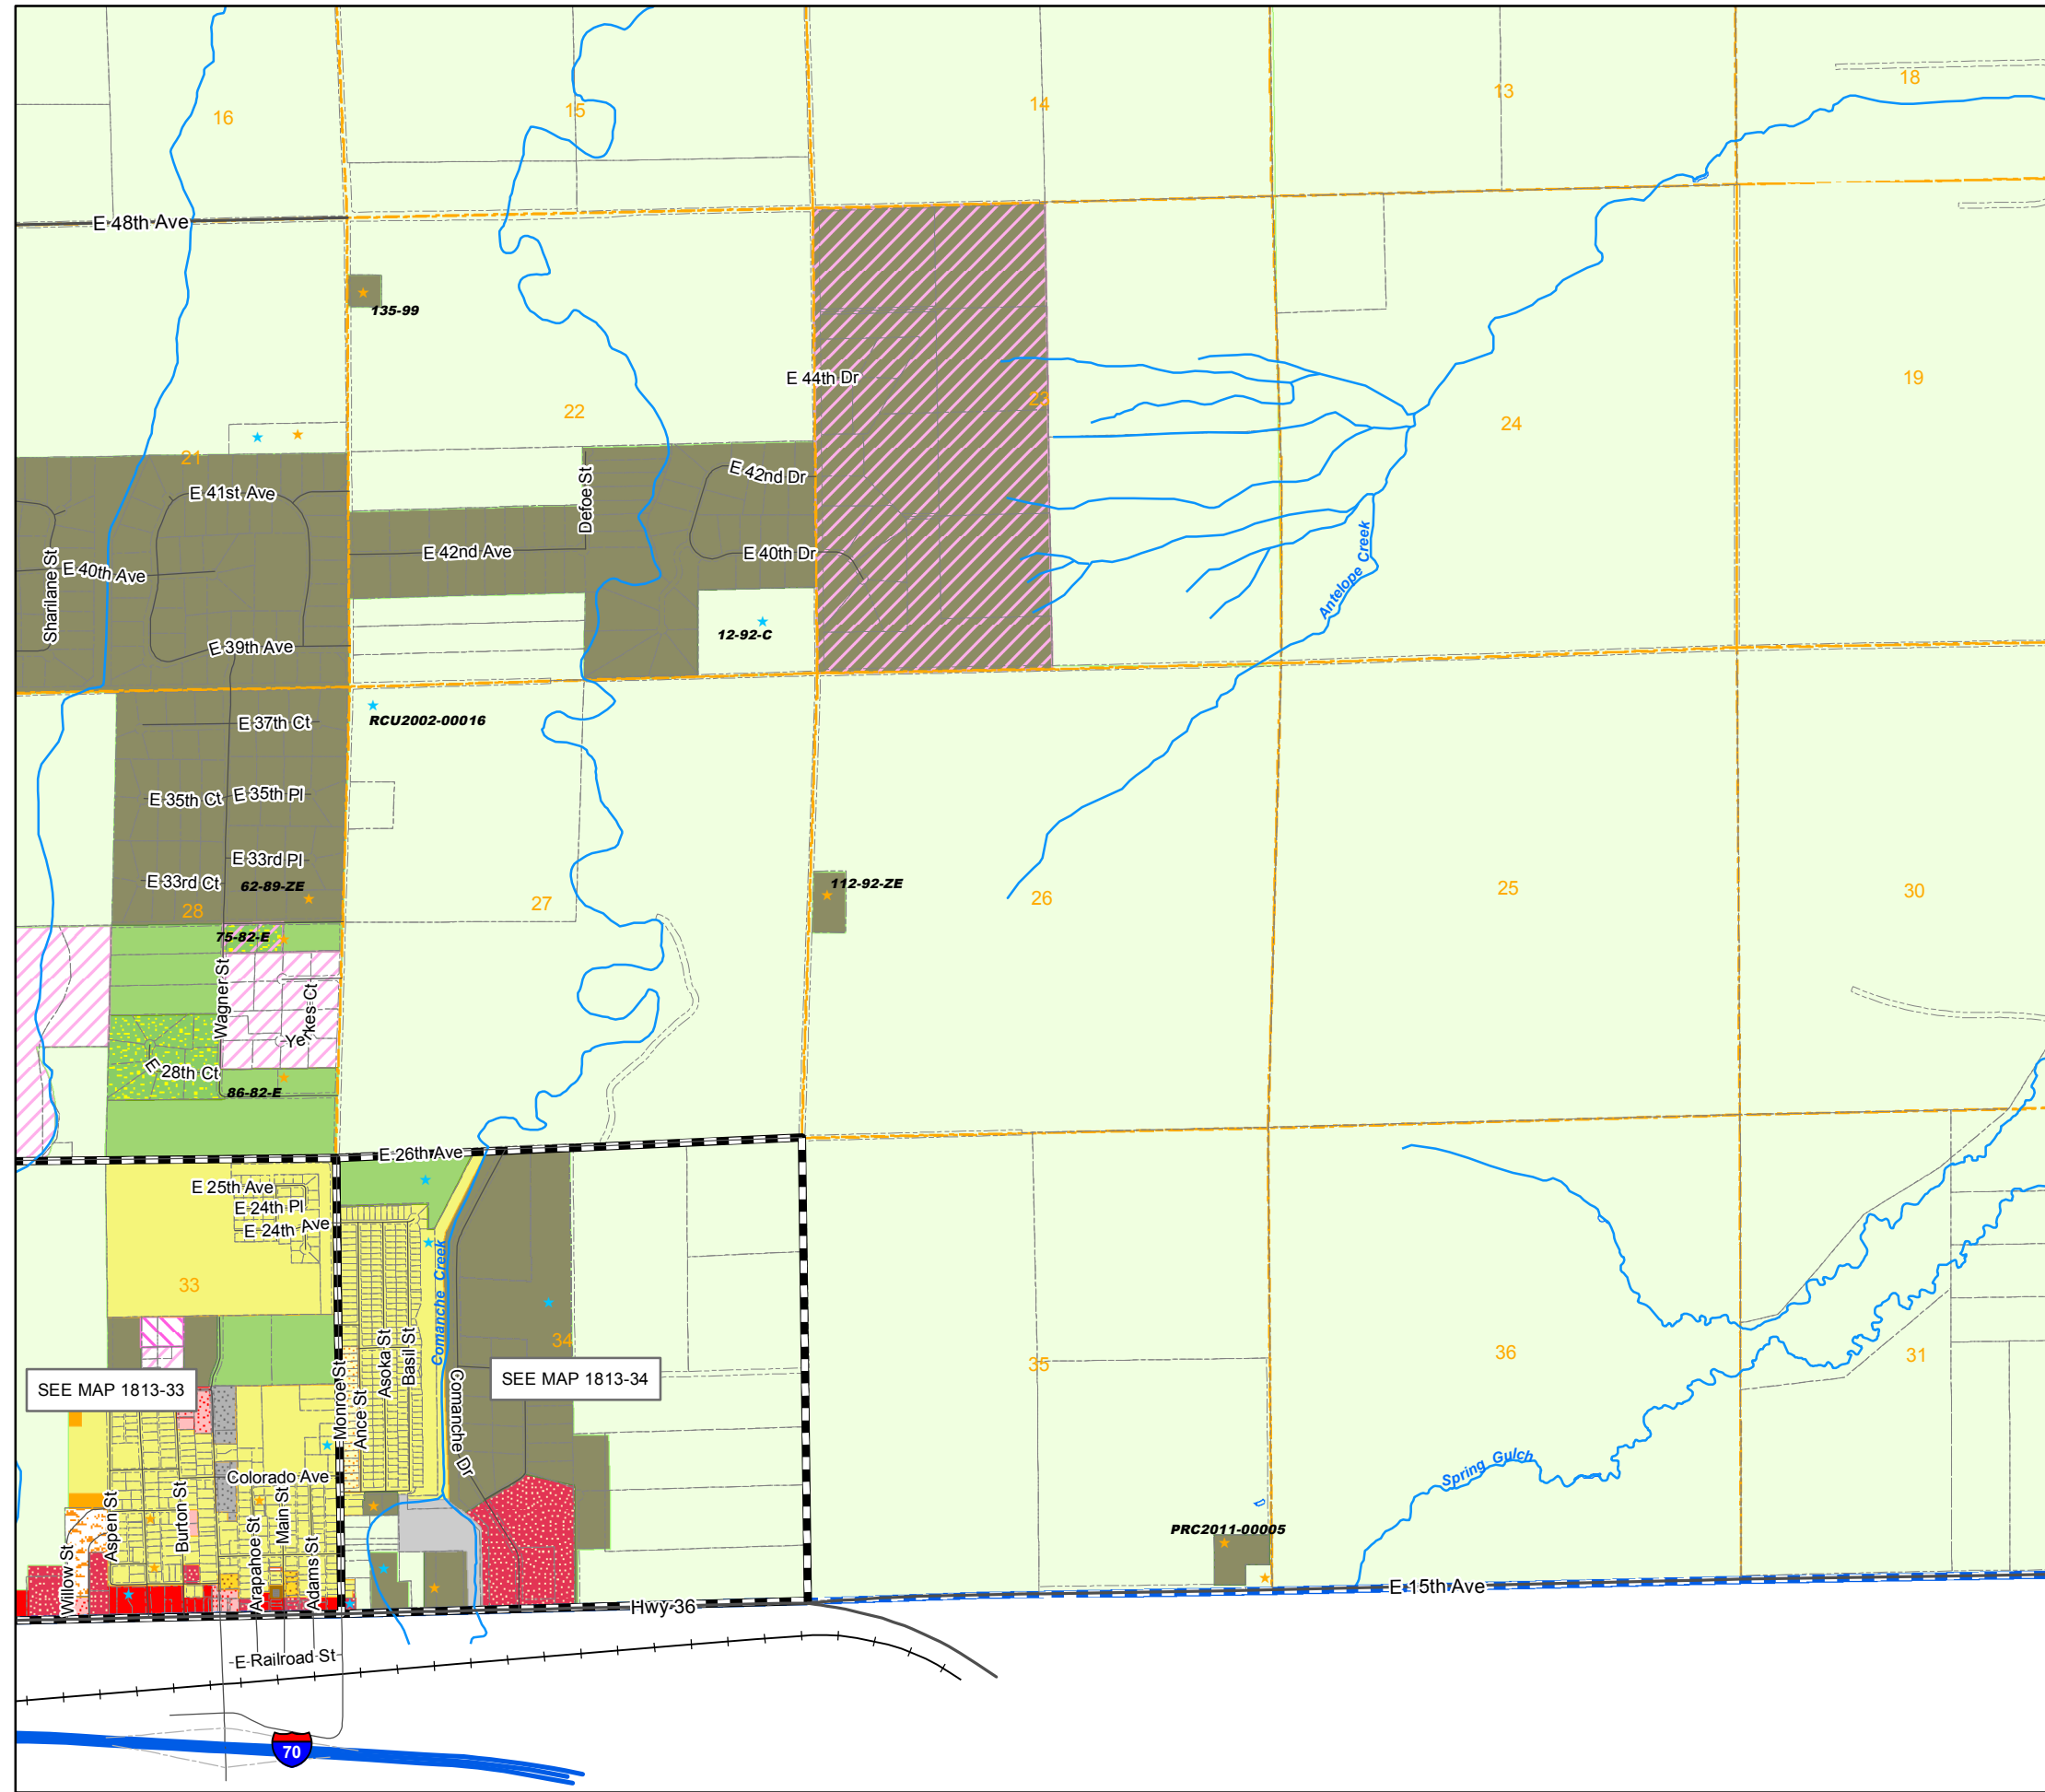 16
15
14
13
18
E 48th Ave
135-99
E 44th Dr
22
23
24
19
21
E 41st Ave
E 42nd Dr
Defoe St
E 42nd Ave
E 40th Dr
Sharilane St
E 40th Ave
Antelope Creek
E 39th Ave
12-92-C
RCU2002-00016
E 37th Ct
E 35th Ct
E 35th Pl
E 33rd Pl
E 33rd Ct
62-89-ZE
112-92-ZE
28
27
26
25
30
75-82-E
Wagner St
Yerkes Ct
E 28th Ct
86-82-E
E 26th Ave
E 25th Ave
E 24th Pl
E 24th Ave
33
Comanche Creek
34
35
36
31
SEE MAP 1813-33
SEE MAP 1813-34
Monroe St
Ance St
Asoka St
Basil St
Comanche Dr
Colorado Ave
Spring Gulch
Willow St
Aspen St
Burton St
Arapahoe St
Main St
Adams St
PRC2011-00005
E 15th Ave
Hwy 36
E Railroad St
70